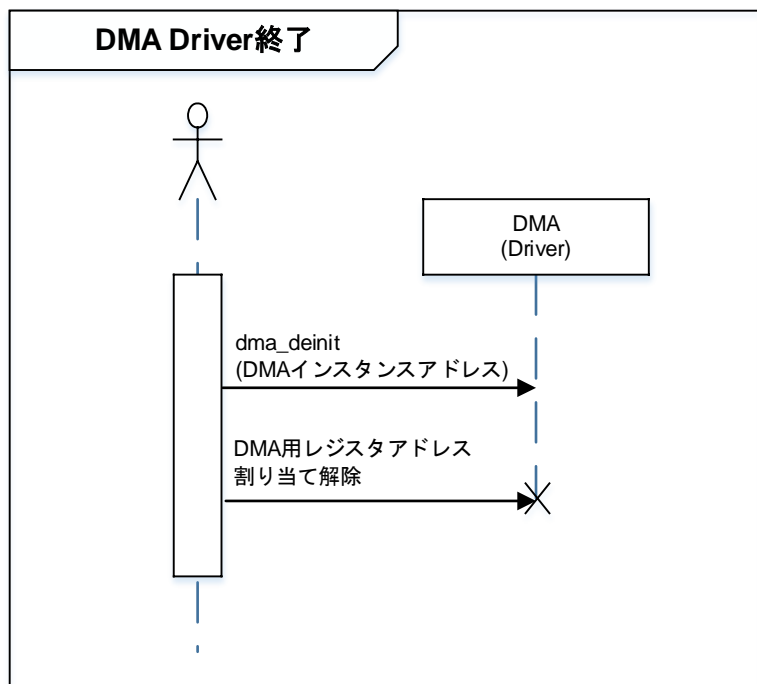 DMA Driver終了
DMA
(Driver)
dma_deinit
(DMAインスタンスアドレス)
DMA用レジスタアドレス
割り当て解除